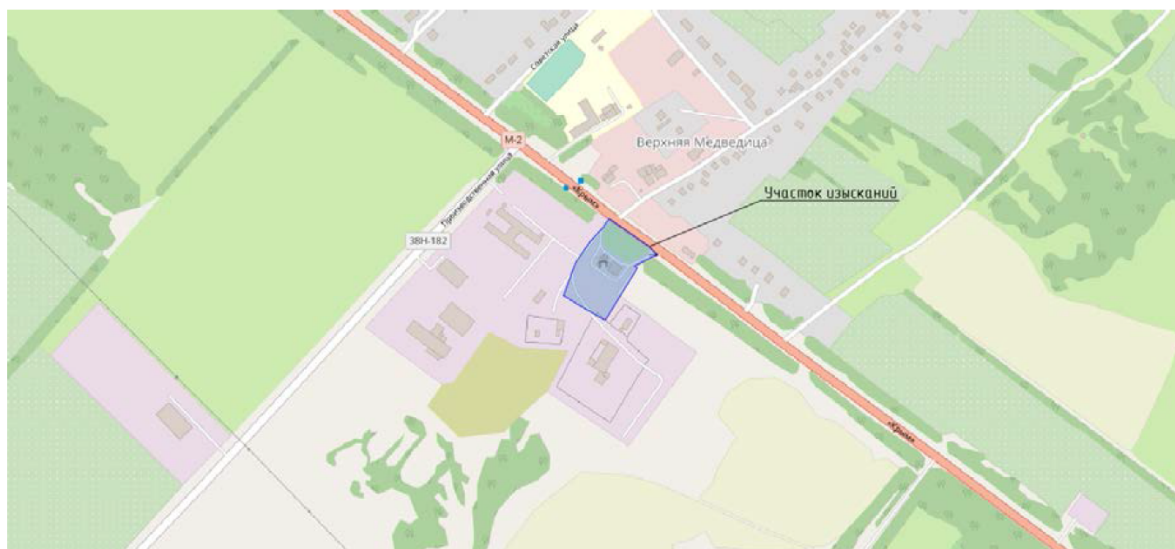 Советская улица
М-2
Верхняя Медведица
Производственная улица
«Крым»
Участок изысканий
38Н-182
«Крым»